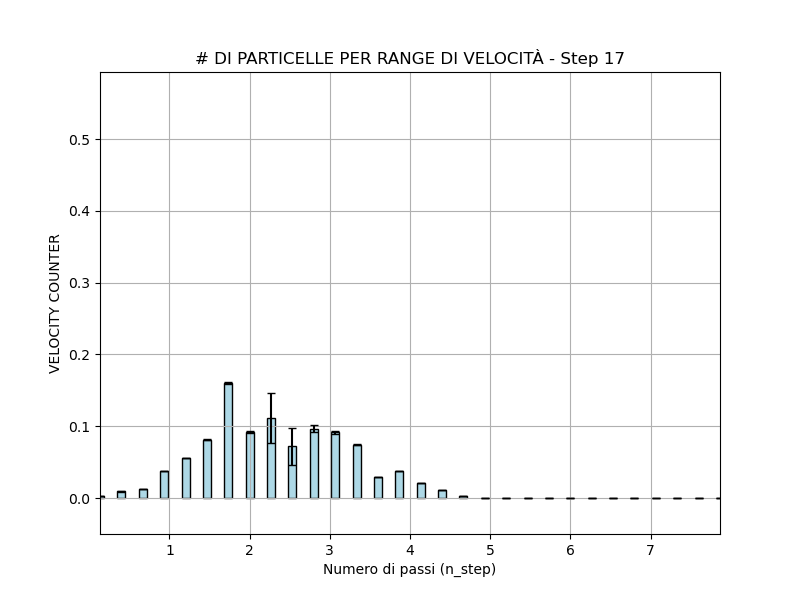 # DI PARTICELLE PER RANGE DI VELOCITÀ - Step 17
0.5
0.4
0.3
0.2
0.1
0.0
VELOCITY COUNTER
1 2 3 4 5 6 7
Numero di passi (n_step)